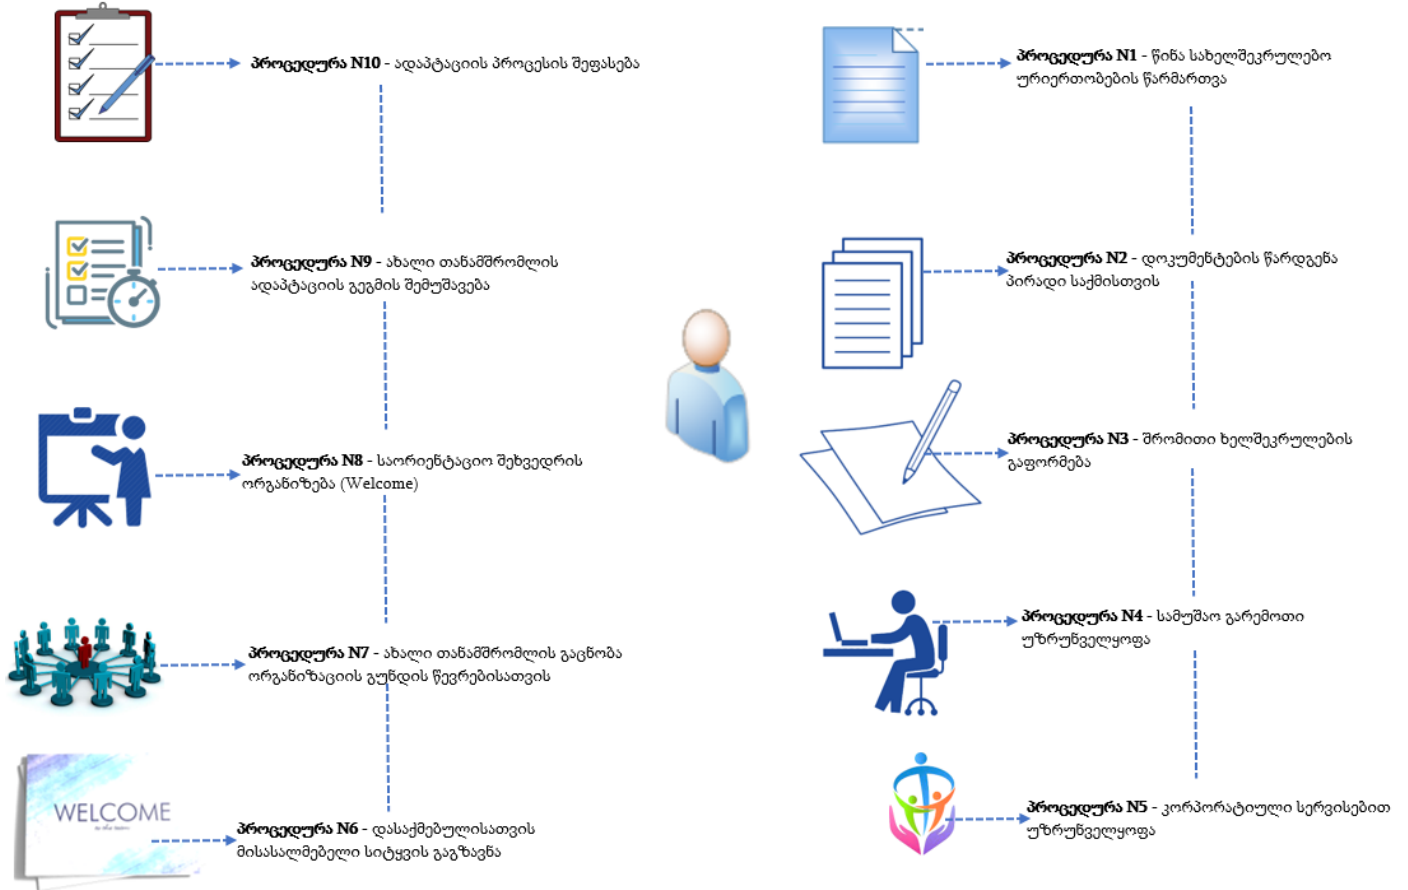 პროცედურა N10 - ადაპტაციის პროცესის შეფასება
პროცედურა N9 - ახალი თანამშრომლის
ადაპტაციის გეგმის შემუშავება
პროცედურა N8 - საორიენტაციო შეხვედრის
ორგანიზება (Welcome)
პროცედურა N7 - ახალი თანამშრომლის გაცნობა
ორგანიზაციის გუნდის წევრებისათვის
WELCOME
to the team
პროცედურა N6 - დასაქმებულისათვის
მისასალმებელი სიტყვის გაგზავნა
პროცედურა N1 - წინა სახელშეკრულებო
ურიერთობების წარმართვა
პროცედურა N2 - დოკუმენტების წარდგენა
პირადი საქმისთვის
პროცედურა N3 - შრომითი ხელშეკრულების
გაფორმება
პროცედურა N4 - სამუშაო გარემოთი
უზრუნველყოფა
პროცედურა N5 - კორპორატიული სერვისებით
უზრუნველყოფა